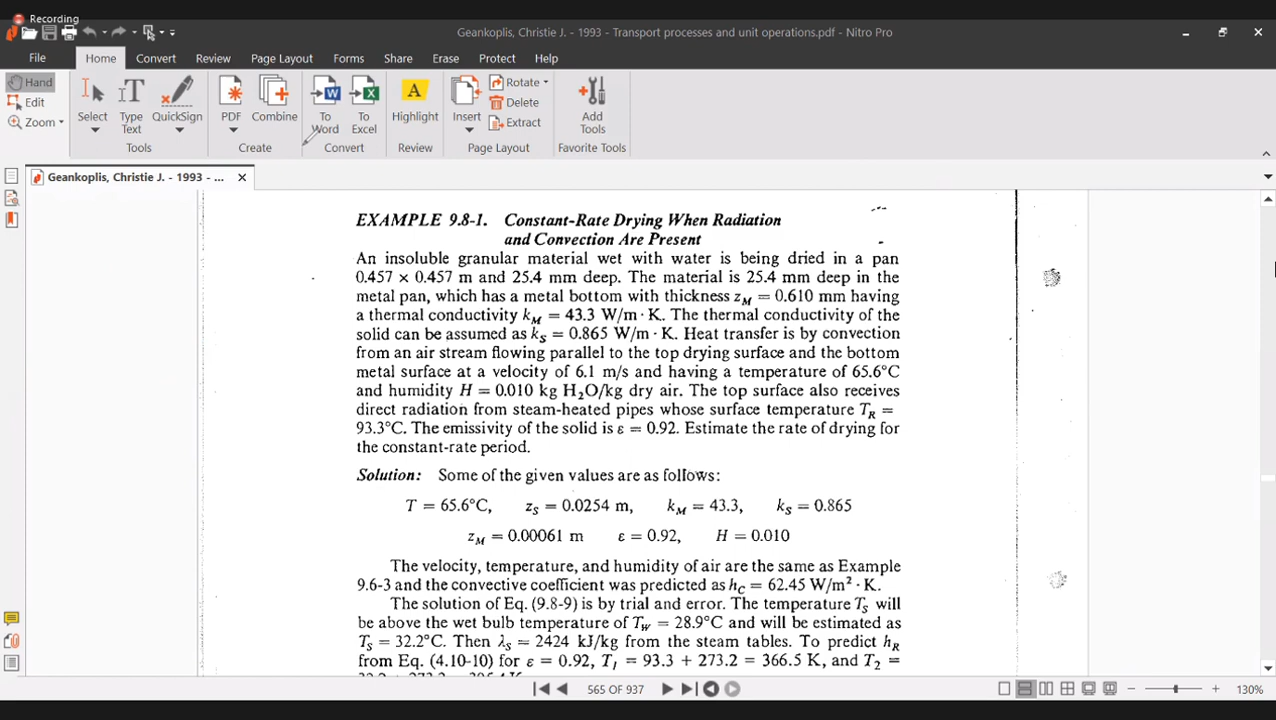 Recording
Geankoplis, Christie J. - 1993 - Transport processes and unit operations.pdf - Nitro Pro
File Home Convert Review Page Layout Forms Share Erase Protect Help
Hand
Edit
Zoom
Select
Type Text
QuickSign
Tools
PDF
Combine
Create
To Word
To Excel
Convert
Highlight
Review
Insert
Rotate
Delete
Extract
Page Layout
Add Tools
Favorite Tools
Geankoplis, Christie J. - 1993 - ...
EXAMPLE 9.8-1. Constant-Rate Drying When Radiation
and Convection Are Present
An insoluble granular material wet with water is being dried in a pan
0.457 × 0.457 m and 25.4 mm deep. The material is 25.4 mm deep in the
metal pan, which has a metal bottom with thickness z_M = 0.610 mm having
a thermal conductivity k_M = 43.3 W/m · K. The thermal conductivity of the
solid can be assumed as k_S = 0.865 W/m · K. Heat transfer is by convection
from an air stream flowing parallel to the top drying surface and the bottom
metal surface at a velocity of 6.1 m/s and having a temperature of 65.6°C
and humidity H = 0.010 kg H₂O/kg dry air. The top surface also receives
direct radiation from steam-heated pipes whose surface temperature T_R =
93.3°C. The emissivity of the solid is ε = 0.92. Estimate the rate of drying for
the constant-rate period.
Solution: Some of the given values are as follows:
T = 65.6°C, z_S = 0.0254 m, k_M = 43.3, k_S = 0.865
z_M = 0.00061 m ε = 0.92, H = 0.010
The velocity, temperature, and humidity of air are the same as Example
9.6-3 and the convective coefficient was predicted as h_C = 62.45 W/m² · K.
The solution of Eq. (9.8-9) is by trial and error. The temperature T_S will
be above the wet bulb temperature of T_W = 28.9°C and will be estimated as
T_S = 32.2°C. Then λ_S = 2424 kJ/kg from the steam tables. To predict h_R
from Eq. (4.10-10) for ε = 0.92, T₁ = 93.3 + 273.2 = 366.5 K, and T₂ =
565 OF 937
130%